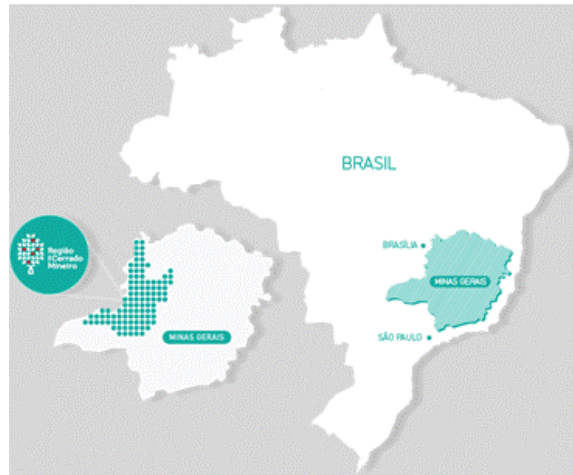 BRASIL
BRASÍLIA
MINAS GERAIS
SÃO PAULO
Região
do Cerrado
Mineiro
MINAS GERAIS